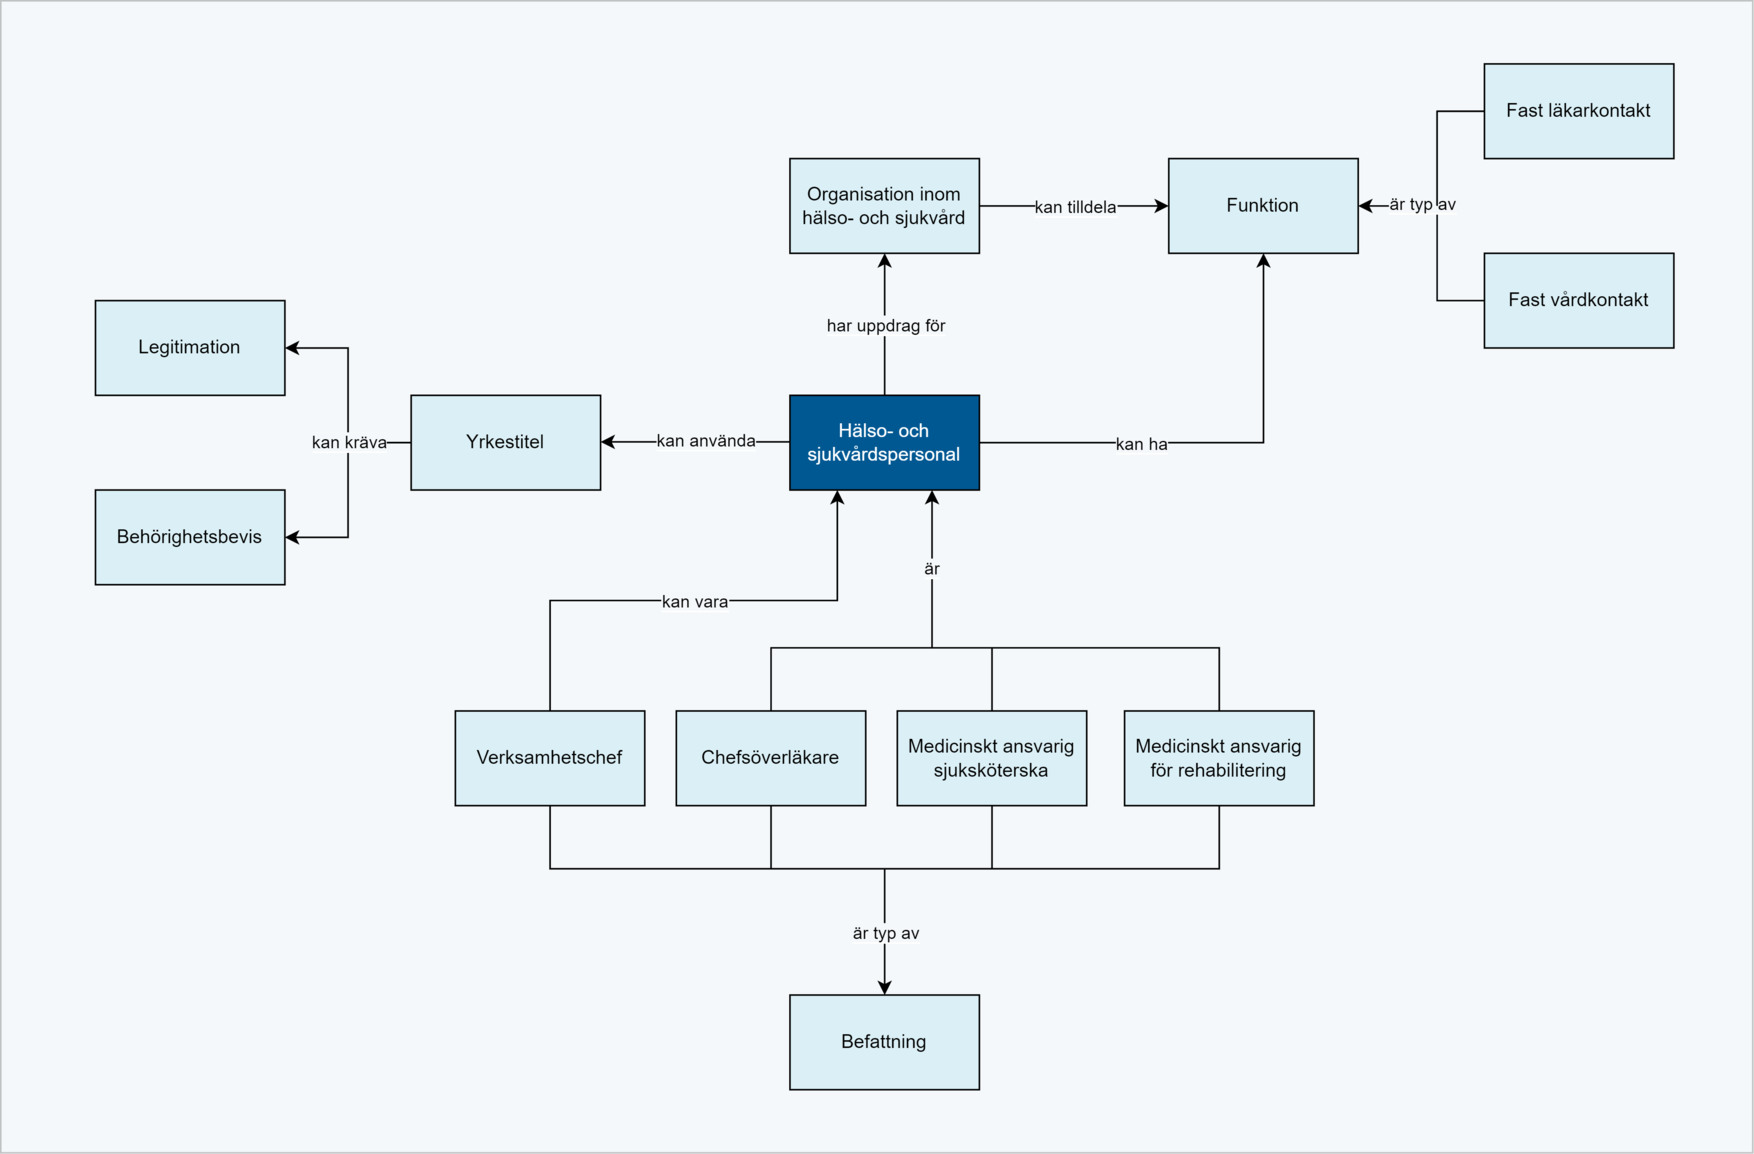 Fast läkarkontakt
Organisation inom
hälso- och sjukvård
kan tilldela
Funktion
är typ av
Fast vårdkontakt
har uppdrag för
Legitimation
kan kräva
Yrkestitel
kan använda
Hälso- och
sjukvårdspersonal
kan ha
Behörighetsbevis
är
kan vara
Verksamhetschef
Chefsöverläkare
Medicinskt ansvarig
sjuksköterska
Medicinskt ansvarig
för rehabilitering
är typ av
Befattning